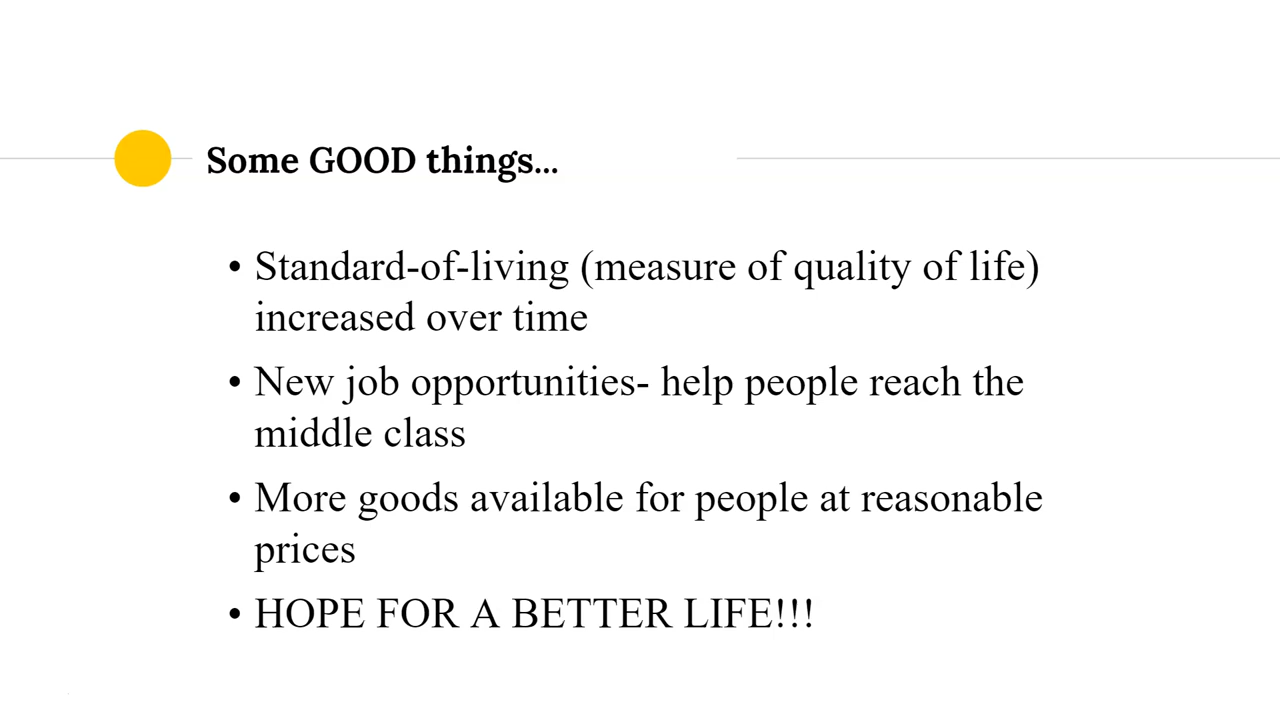 Some GOOD things...
• Standard-of-living (measure of quality of life)
increased over time
• New job opportunities- help people reach the
middle class
• More goods available for people at reasonable
prices
• HOPE FOR A BETTER LIFE!!!